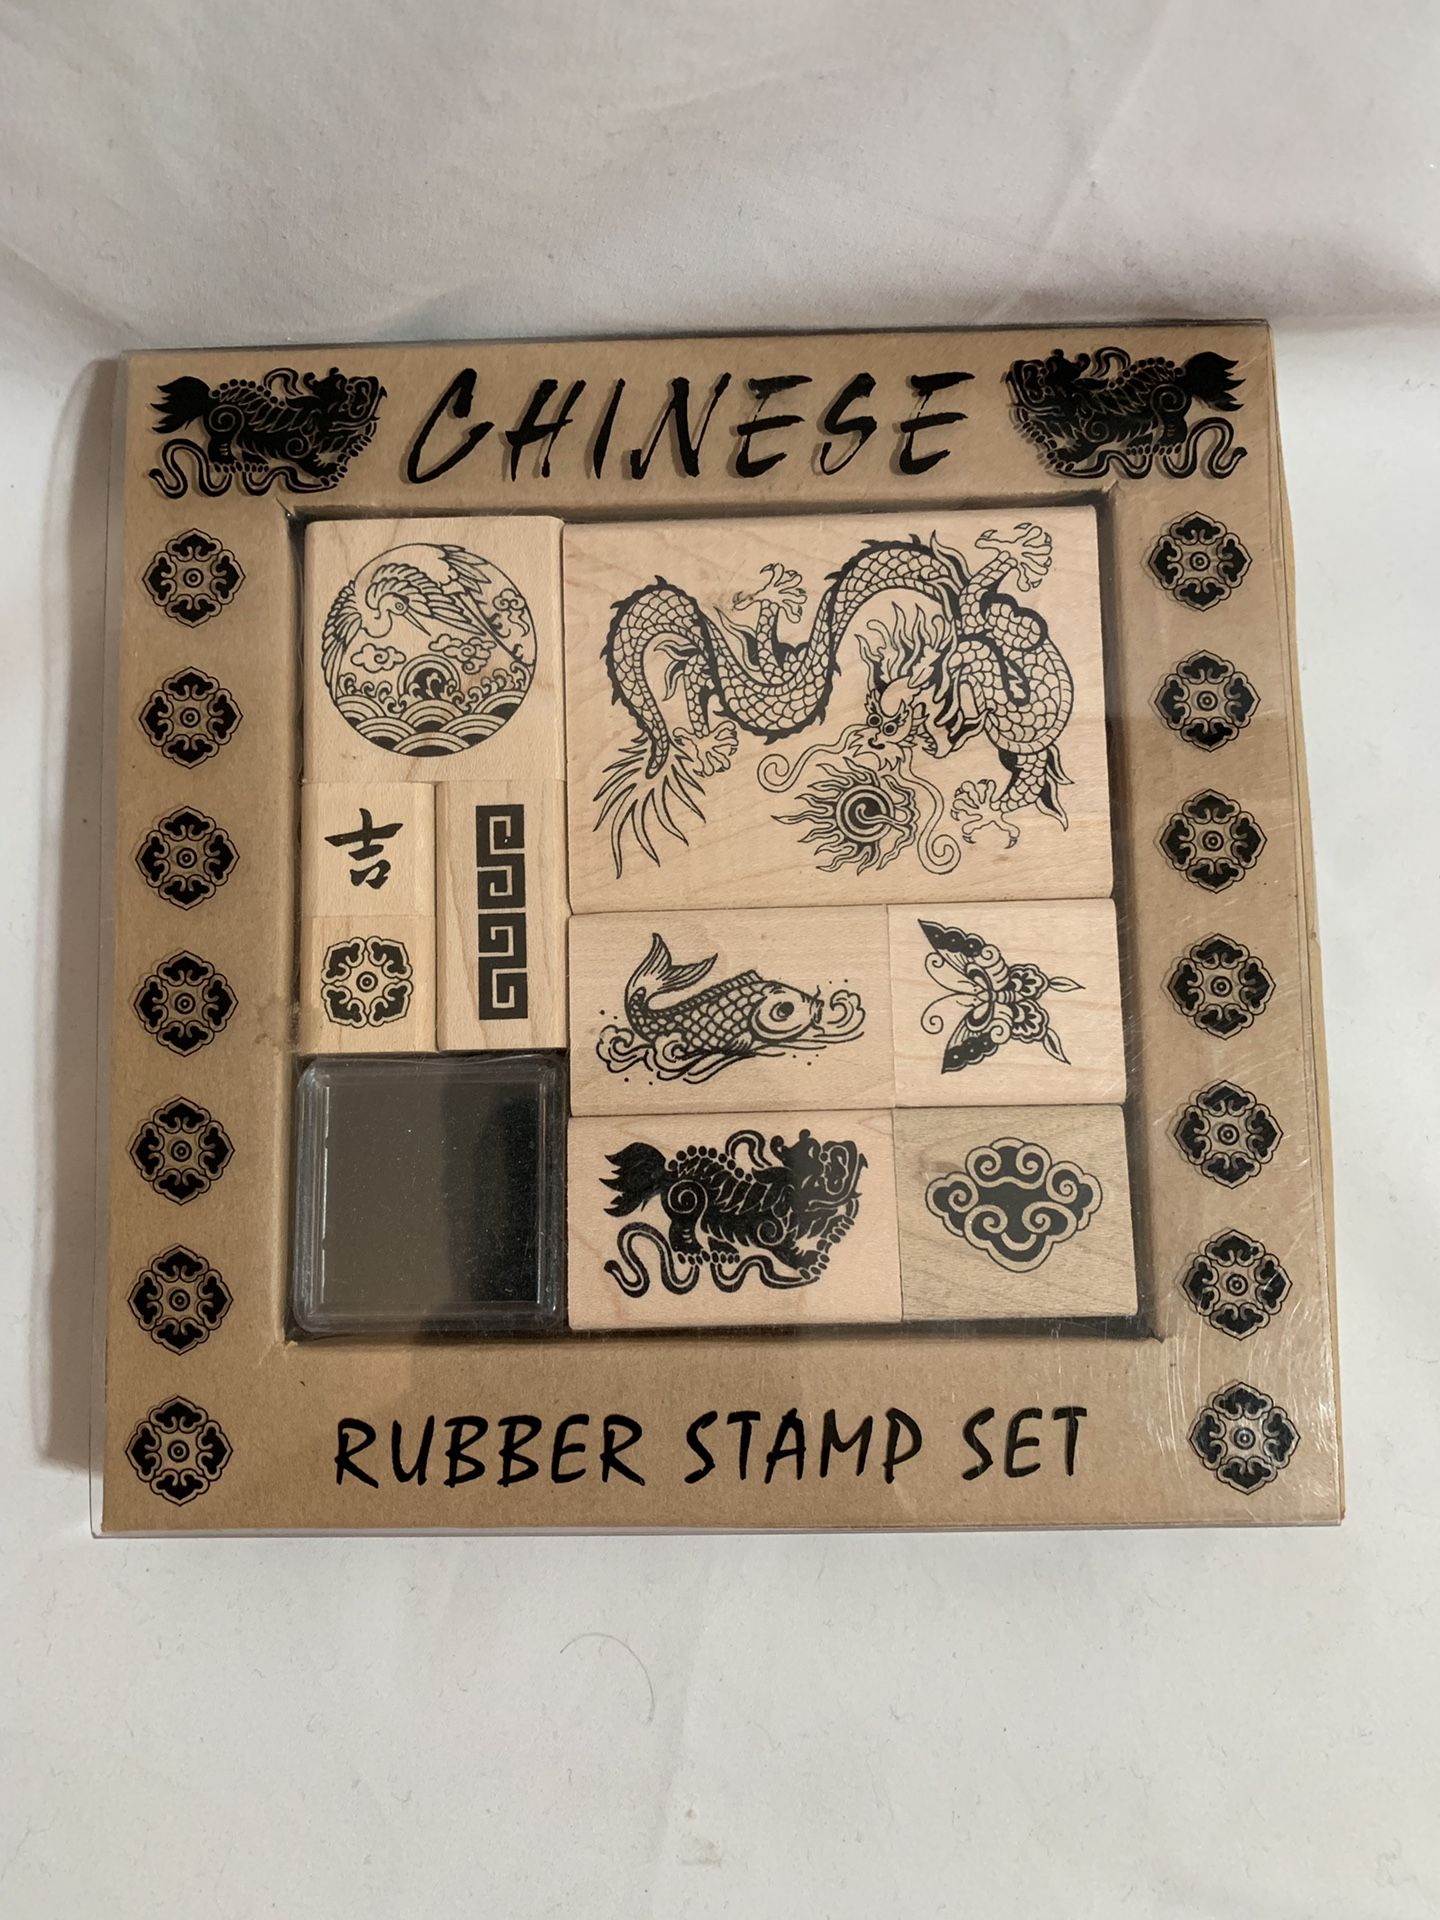 CHINESE
吉
RUBBER STAMP SET